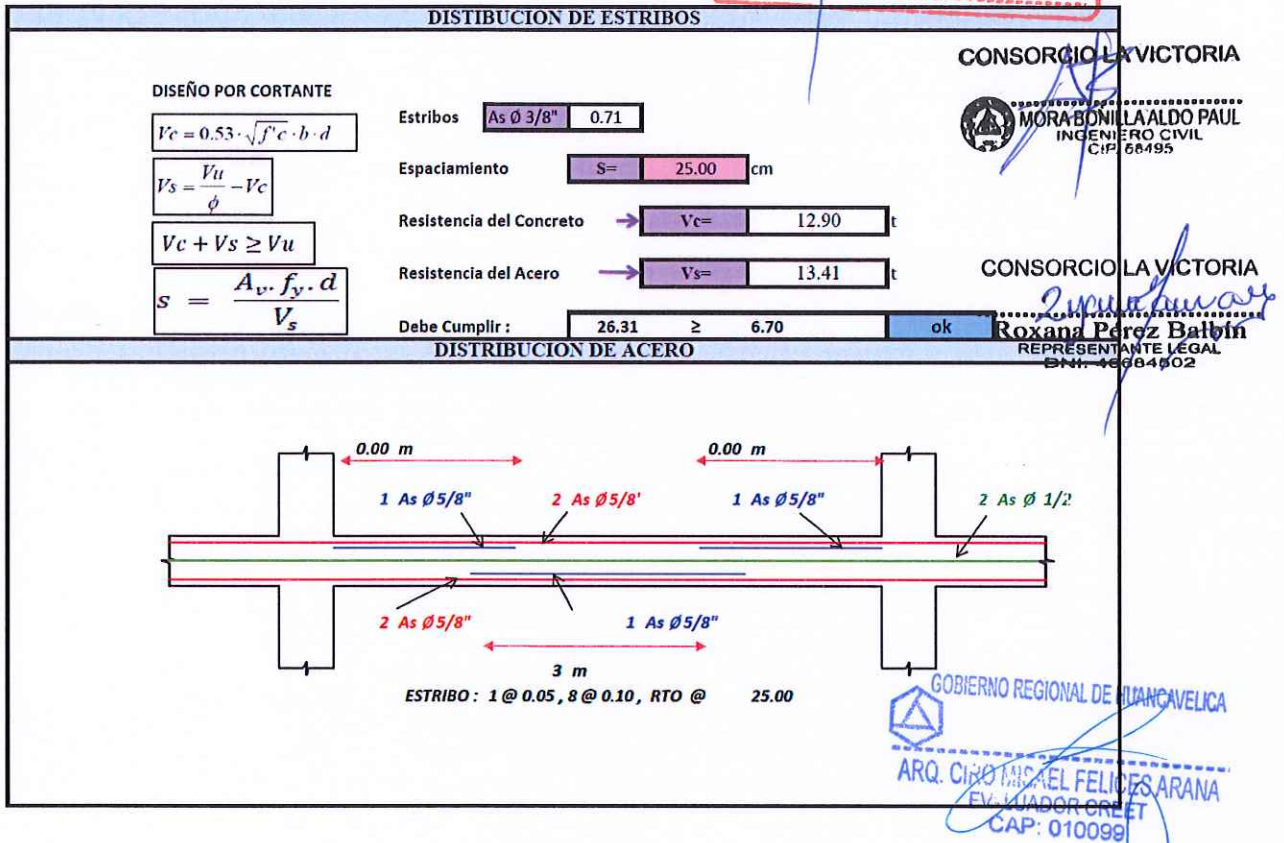 DISTIBUCION DE ESTRIBOS
CONSORCIO LA VICTORIA
MORA BONILLA ALDO PAUL
INGENIERO CIVIL
CIP. 68495
DISEÑO POR CORTANTE
Vc = 0.53·√f'c·b·d
Vs = Vu/ϕ −Vc
Vc + Vs ≥ Vu
s = Av. fy. d / Vs
Estribos As Ø 3/8" 0.71
Espaciamiento S= 25.00 cm
Resistencia del Concreto → Vc= 12.90 t
Resistencia del Acero → Vs= 13.41 t
Debe Cumplir : 26.31 ≥ 6.70 ok
CONSORCIO LA VICTORIA
Roxana Perez Balbin
REPRESENTANTE LEGAL
DISTRIBUCION DE ACERO
0.00 m 0.00 m
1 As Ø5/8" 2 As Ø5/8' 1 As Ø5/8" 2 As Ø 1/2
2 As Ø5/8" 1 As Ø5/8"
3 m
ESTRIBO : 1 @ 0.05 , 8 @ 0.10 , RTO @ 25.00
GOBIERNO REGIONAL DE HUANCAVELICA
ARQ. CIRO MISAEL FELICES ARANA
EVALUADOR CREET
CAP: 010099